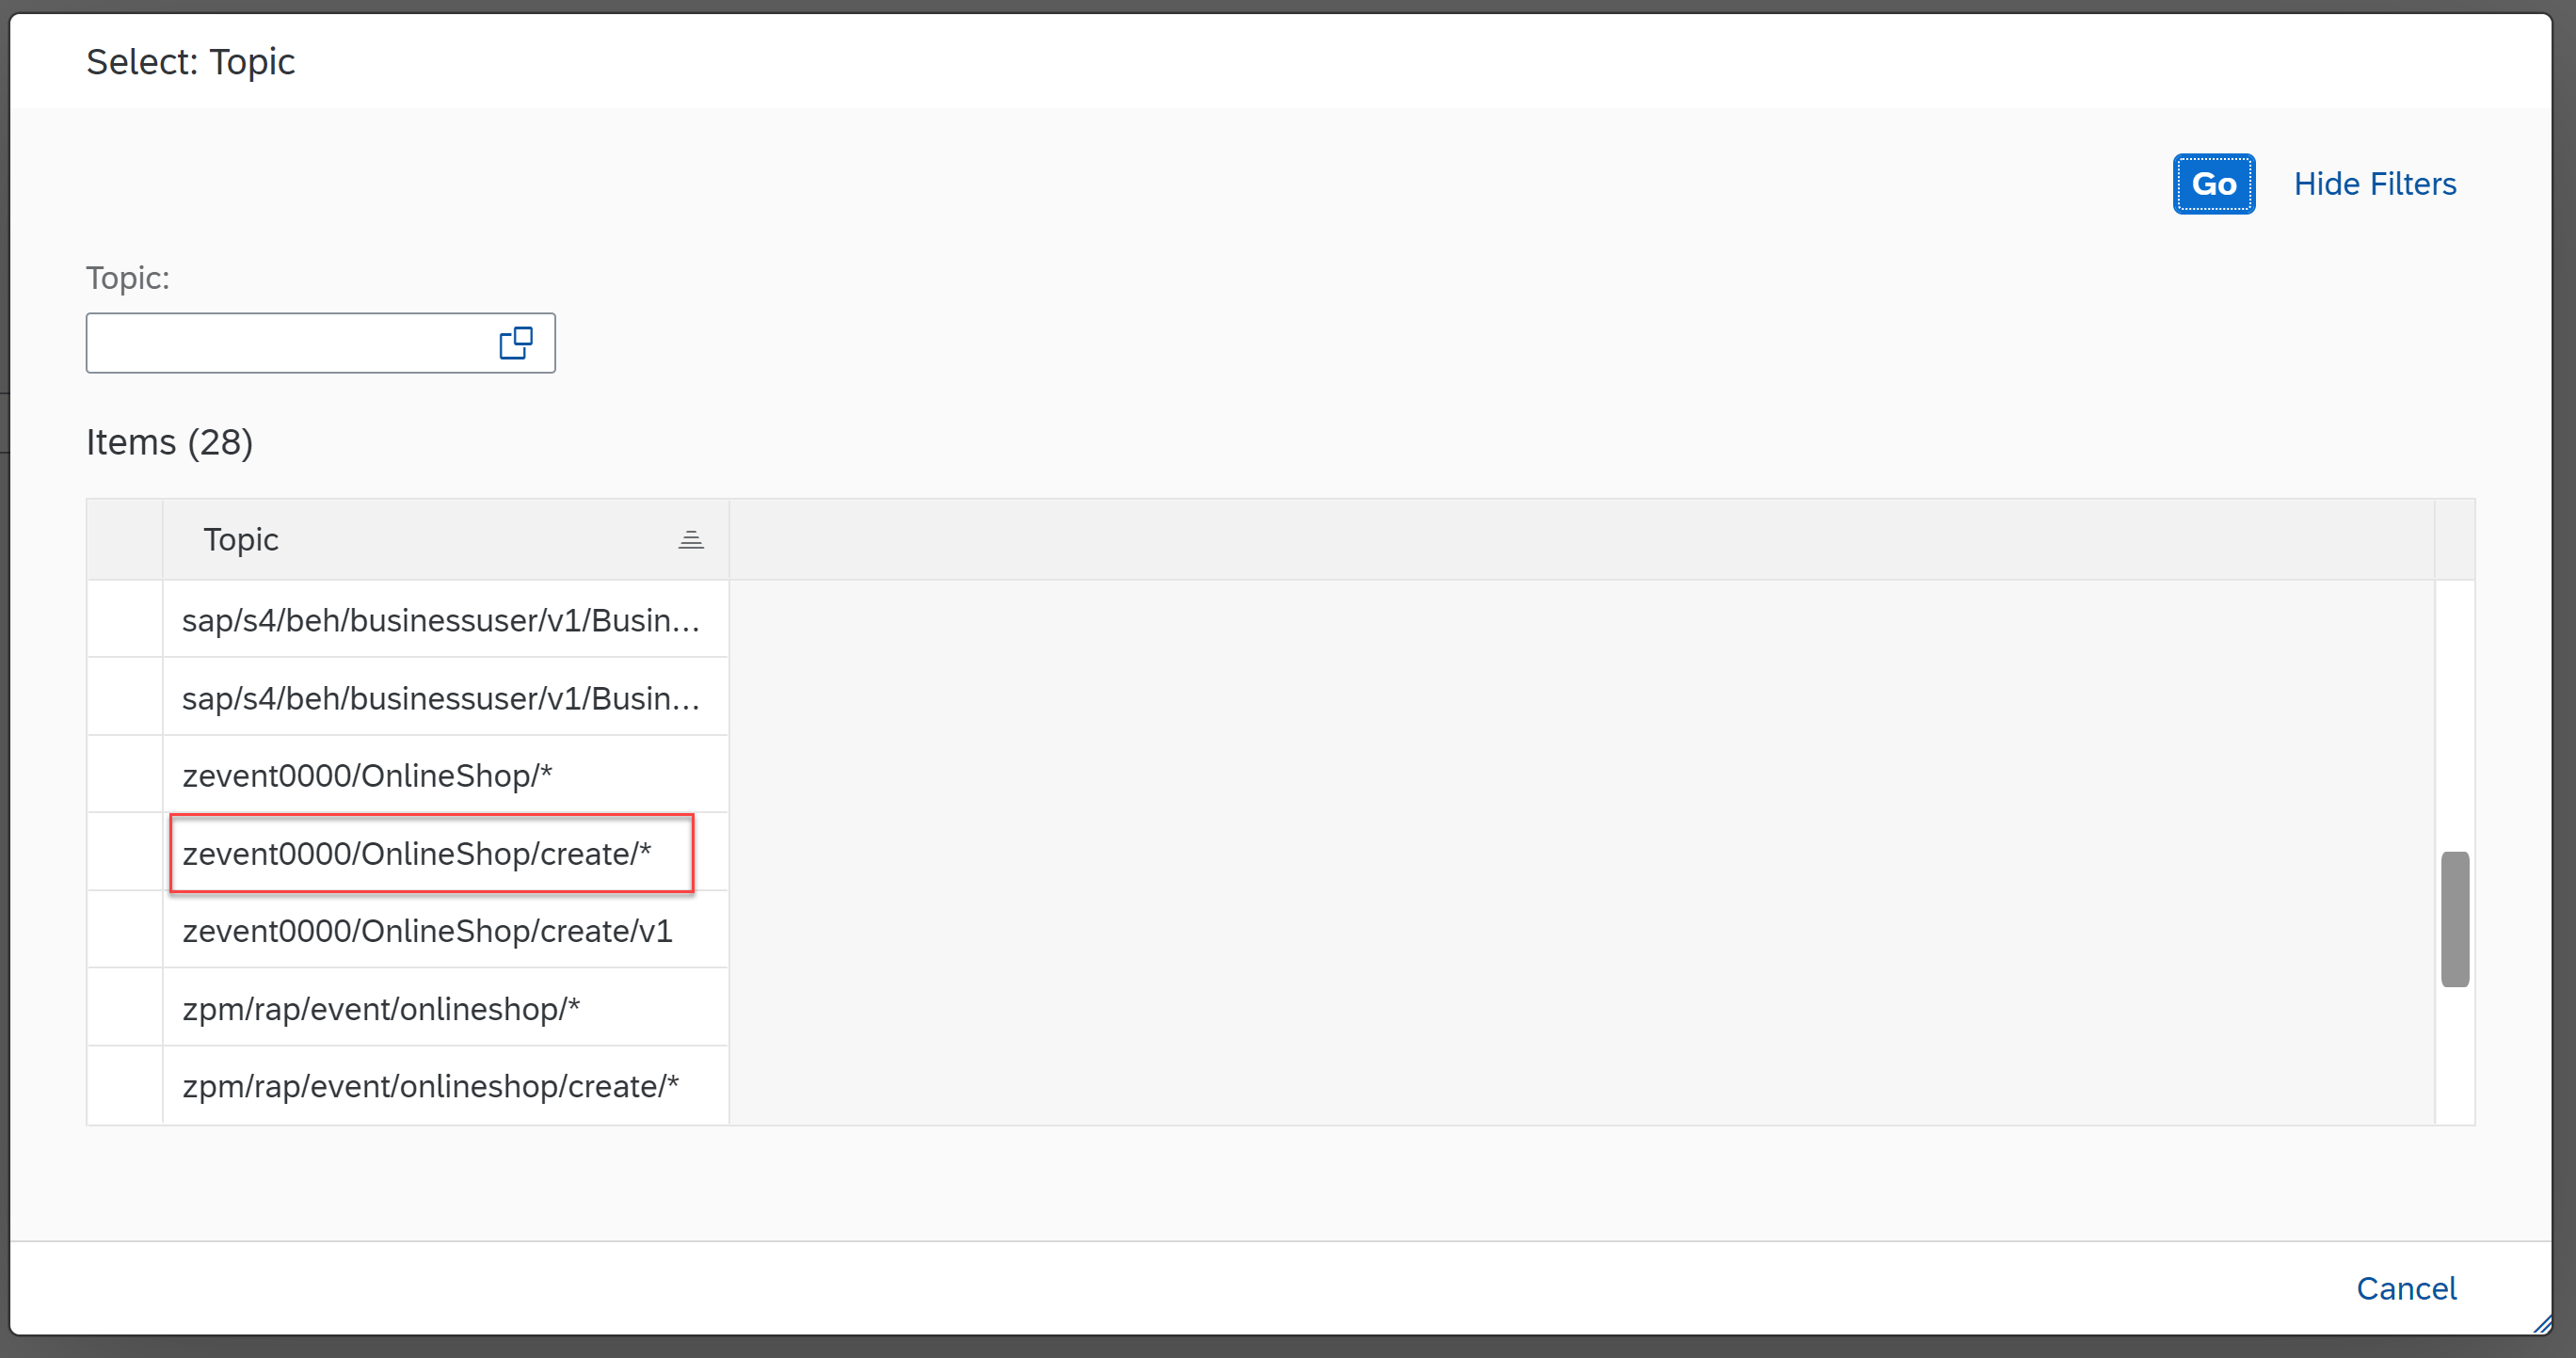 Select: Topic
Go Hide Filters
Topic:
Items (28)
Topic
sap/s4/beh/businessuser/v1/Busin...
sap/s4/beh/businessuser/v1/Busin...
zevent0000/OnlineShop/*
zevent0000/OnlineShop/create/*
zevent0000/OnlineShop/create/v1
zpm/rap/event/onlineshop/*
zpm/rap/event/onlineshop/create/*
Cancel